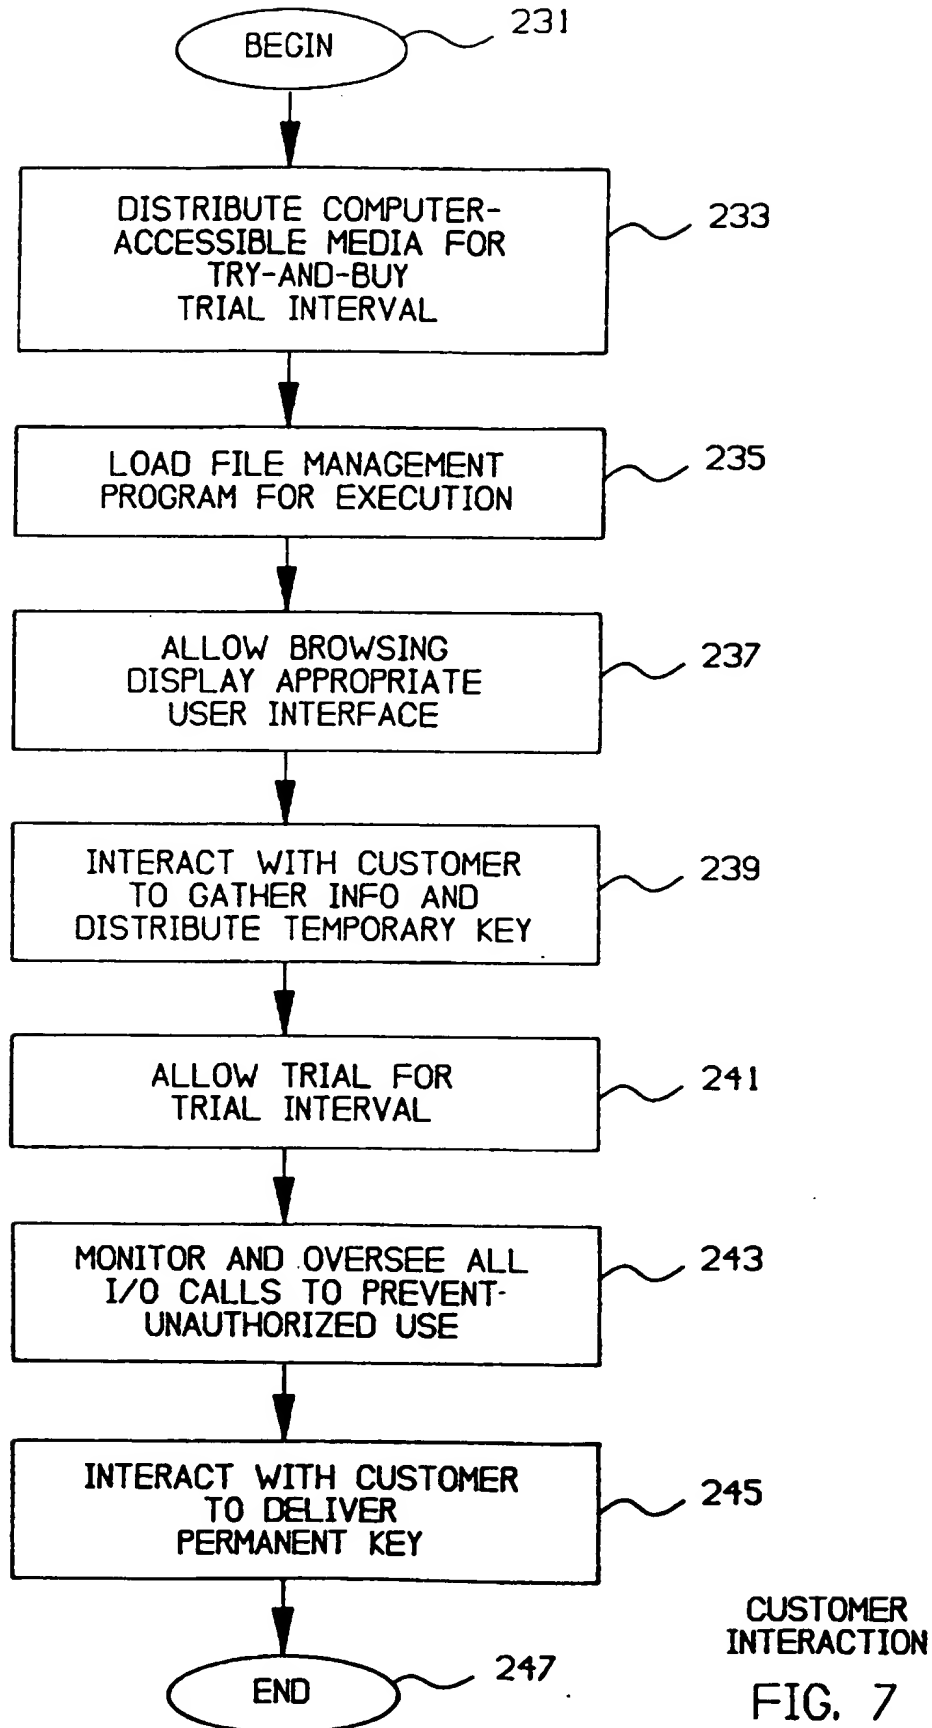 BEGIN
231
DISTRIBUTE COMPUTER-
ACCESSIBLE MEDIA FOR
TRY-AND-BUY
TRIAL INTERVAL
233
LOAD FILE MANAGEMENT
PROGRAM FOR EXECUTION
235
ALLOW BROWSING
DISPLAY APPROPRIATE
USER INTERFACE
237
INTERACT WITH CUSTOMER
TO GATHER INFO AND
DISTRIBUTE TEMPORARY KEY
239
ALLOW TRIAL FOR
TRIAL INTERVAL
241
MONITOR AND OVERSEE ALL
I/O CALLS TO PREVENT-
UNAUTHORIZED USE
243
INTERACT WITH CUSTOMER
TO DELIVER
PERMANENT KEY
245
END
247
CUSTOMER
INTERACTION
FIG. 7